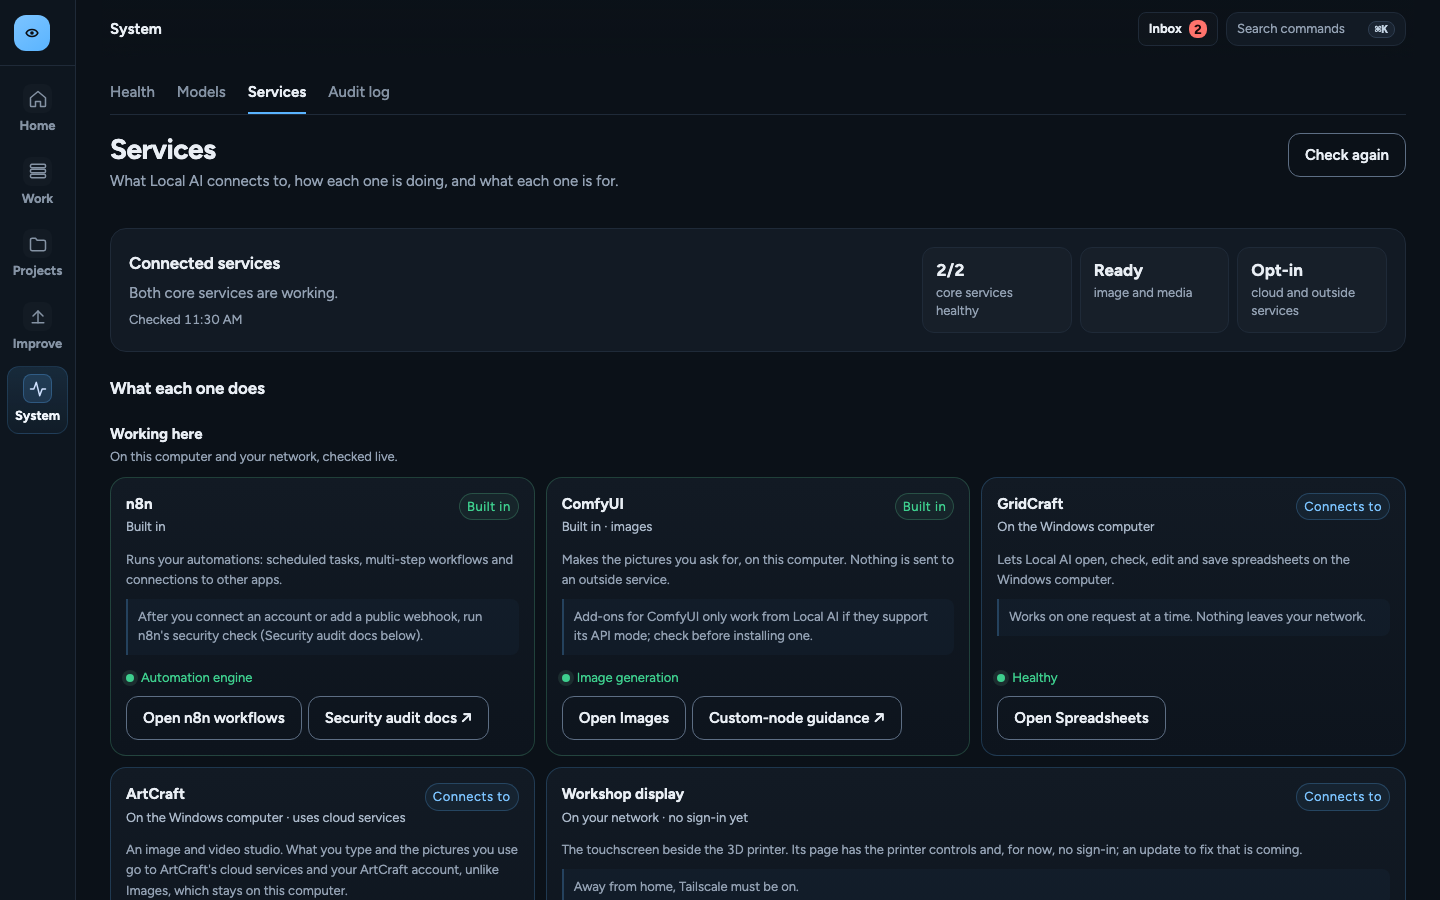 System
Inbox 2
Search commands ⌘K
Home
Work
Projects
Improve
System
Health Models Services Audit log
Services
What Local AI connects to, how each one is doing, and what each one is for.
Check again
Connected services
Both core services are working.
Checked 11:30 AM
2/2
core services
healthy
Ready
image and media
Opt-in
cloud and outside
services
What each one does
Working here
On this computer and your network, checked live.
n8n
Built in
Built in
Runs your automations: scheduled tasks, multi-step workflows and
connections to other apps.
After you connect an account or add a public webhook, run
n8n's security check (Security audit docs below).
Automation engine
Open n8n workflows
Security audit docs ↗
ComfyUI
Built in
Built in · images
Makes the pictures you ask for, on this computer. Nothing is sent to
an outside service.
Add-ons for ComfyUI only work from Local AI if they support
its API mode; check before installing one.
Image generation
Open Images
Custom-node guidance ↗
GridCraft
Connects to
On the Windows computer
Lets Local AI open, check, edit and save spreadsheets on the
Windows computer.
Works on one request at a time. Nothing leaves your network.
Healthy
Open Spreadsheets
ArtCraft
Connects to
On the Windows computer · uses cloud services
An image and video studio. What you type and the pictures you use
go to ArtCraft's cloud services and your ArtCraft account, unlike
Images, which stays on this computer.
Workshop display
Connects to
On your network · no sign-in yet
The touchscreen beside the 3D printer. Its page has the printer controls and, for now, no sign-in; an update to fix that is coming.
Away from home, Tailscale must be on.